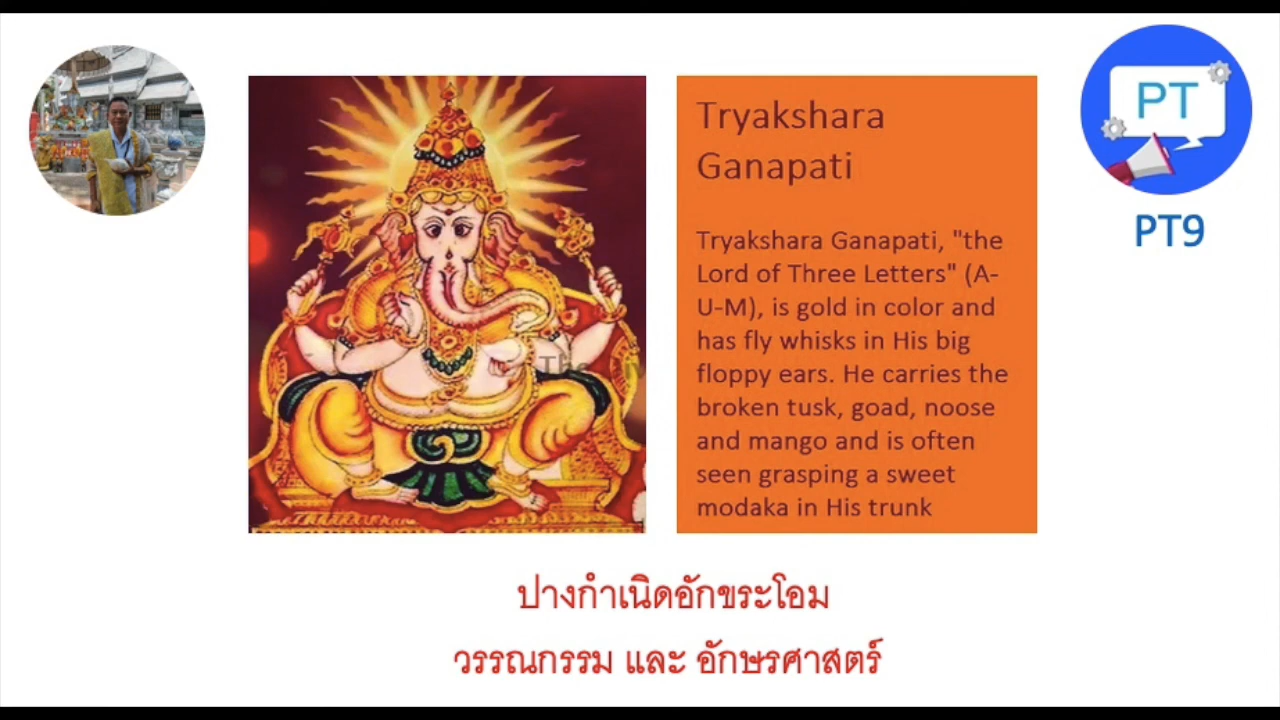 Tryakshara
Ganapati
Tryakshara Ganapati, "the
Lord of Three Letters" (A-
U-M), is gold in color and
has fly whisks in His big
floppy ears. He carries the
broken tusk, goad, noose
and mango and is often
seen grasping a sweet
modaka in His trunk
PT
PT9
ปางกำเนิดอักขระโอม
วรรณกรรม และ อักษรศาสตร์